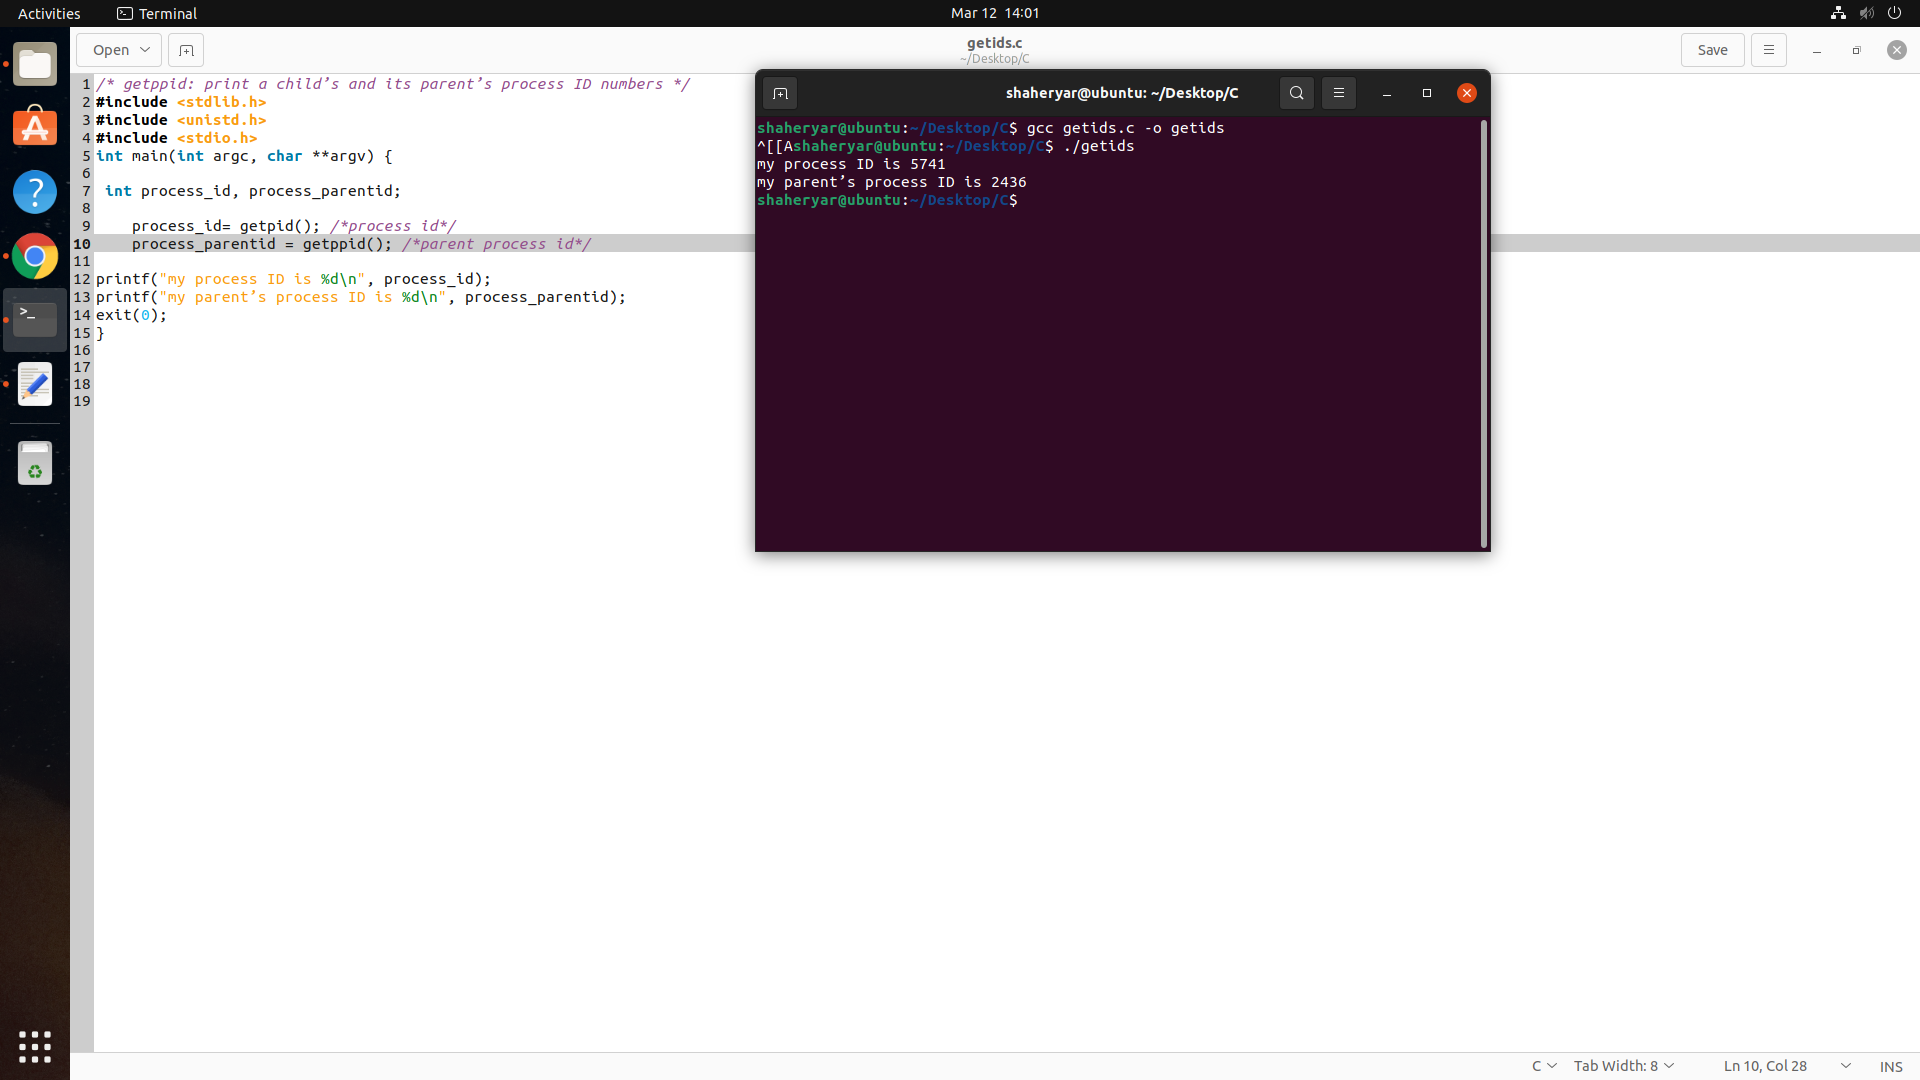 Activities Terminal Mar 12 14:01
Open getids.c Save
~/Desktop/C
1 /* getppid: print a child’s and its parent’s process ID numbers */
2 #include <stdlib.h>
3 #include <unistd.h>
4 #include <stdio.h>
5 int main(int argc, char **argv) {
6
7 int process_id, process_parentid;
8
9 process_id= getpid(); /*process id*/
10 process_parentid = getppid(); /*parent process id*/
11
12 printf("my process ID is %d\n", process_id);
13 printf("my parent’s process ID is %d\n", process_parentid);
14 exit(0);
15 }
16
17
18
19
shaheryar@ubuntu: ~/Desktop/C
shaheryar@ubuntu:~/Desktop/C$ gcc getids.c -o getids
^[[Ashaheryar@ubuntu:~/Desktop/C$ ./getids
my process ID is 5741
my parent’s process ID is 2436
shaheryar@ubuntu:~/Desktop/C$
C Tab Width: 8 Ln 10, Col 28 INS